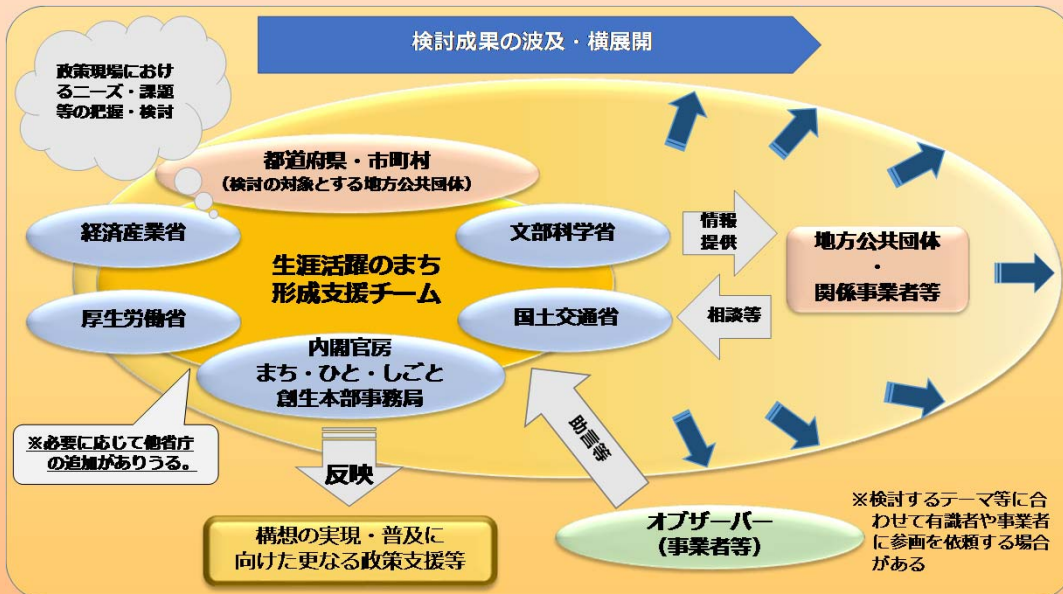 検討成果の波及・横展開
政策現場におけ
るニーズ・課題
等の把握・検討
都道府県・市町村
（検討の対象とする地方公共団体）
経済産業省
文部科学省
生涯活躍のまち
形成支援チーム
厚生労働省
国土交通省
内閣官房
まち・ひと・しごと
創生本部事務局
情報
提供
相談等
地方公共団体
・
関係事業者等
※必要に応じて他省庁
の追加がありうる。
反映
助言等
構想の実現・普及に
向けた更なる政策支援等
オブザーバー
（事業者等）
※検討するテーマ等に合
わせて有識者や事業者
に参画を依頼する場合
がある